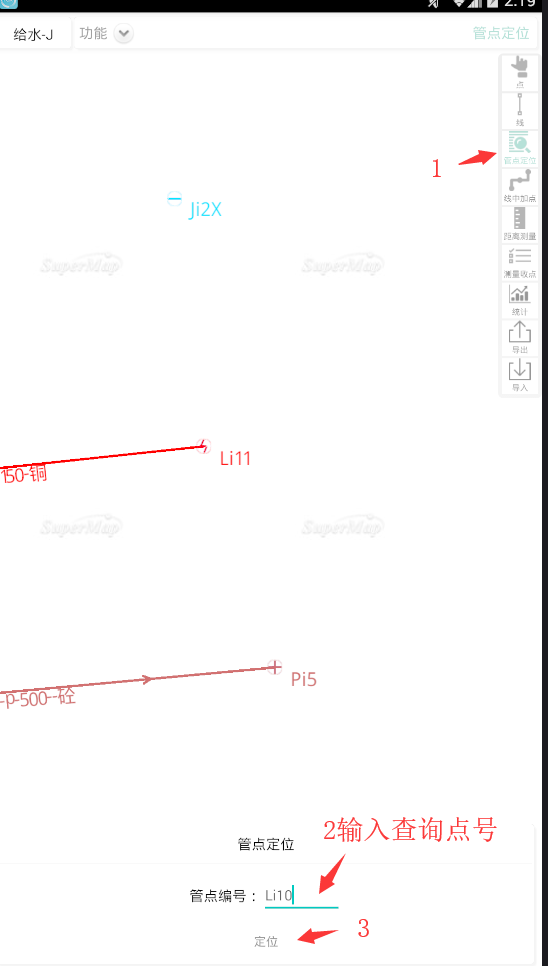 2:19
给水-J
功能
管点定位
点
线
管点定位
1
线中加点
Ji2X
距离测量
SuperMap
SuperMap
测量收点
统计
导出
导入
Li11
150-铜
SuperMap
SuperMap
Pi5
-p-500--砼
2输入查询点号
管点定位
管点编号：Li10
定位
3